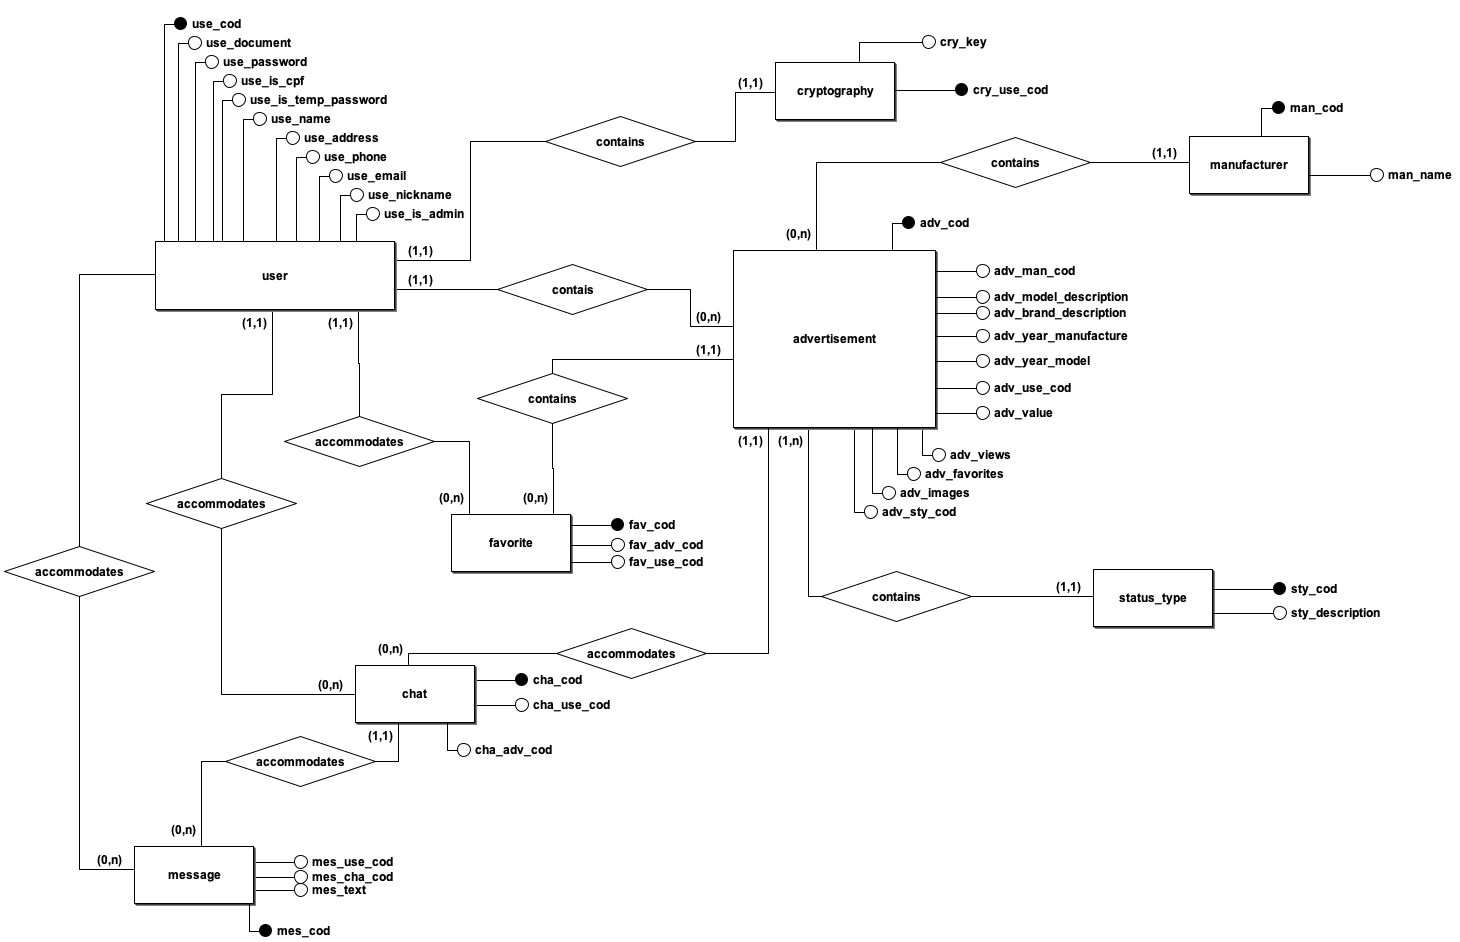 use_cod
use_document
use_password
use_is_cpf
use_is_temp_password
use_name
use_address
use_phone
use_email
use_nickname
use_is_admin
user
(1,1)
(1,1)
(1,1)
(1,1)
contains
(1,1)
cryptography
cry_key
cry_use_cod
contains
(1,1)
manufacturer
man_cod
man_name
(0,n)
contais
(0,n)
(1,1)
advertisement
adv_cod
adv_man_cod
adv_model_description
adv_brand_description
adv_year_manufacture
adv_year_model
adv_use_cod
adv_value
adv_views
adv_favorites
adv_images
adv_sty_cod
(1,1)
(1,n)
contains
accommodates
(0,n)
(0,n)
favorite
fav_cod
fav_adv_cod
fav_use_cod
accommodates
accommodates
contains
(1,1)
status_type
sty_cod
sty_description
accommodates
(0,n)
(0,n)
chat
cha_cod
cha_use_cod
cha_adv_cod
(1,1)
accommodates
(0,n)
(0,n)
message
mes_use_cod
mes_cha_cod
mes_text
mes_cod